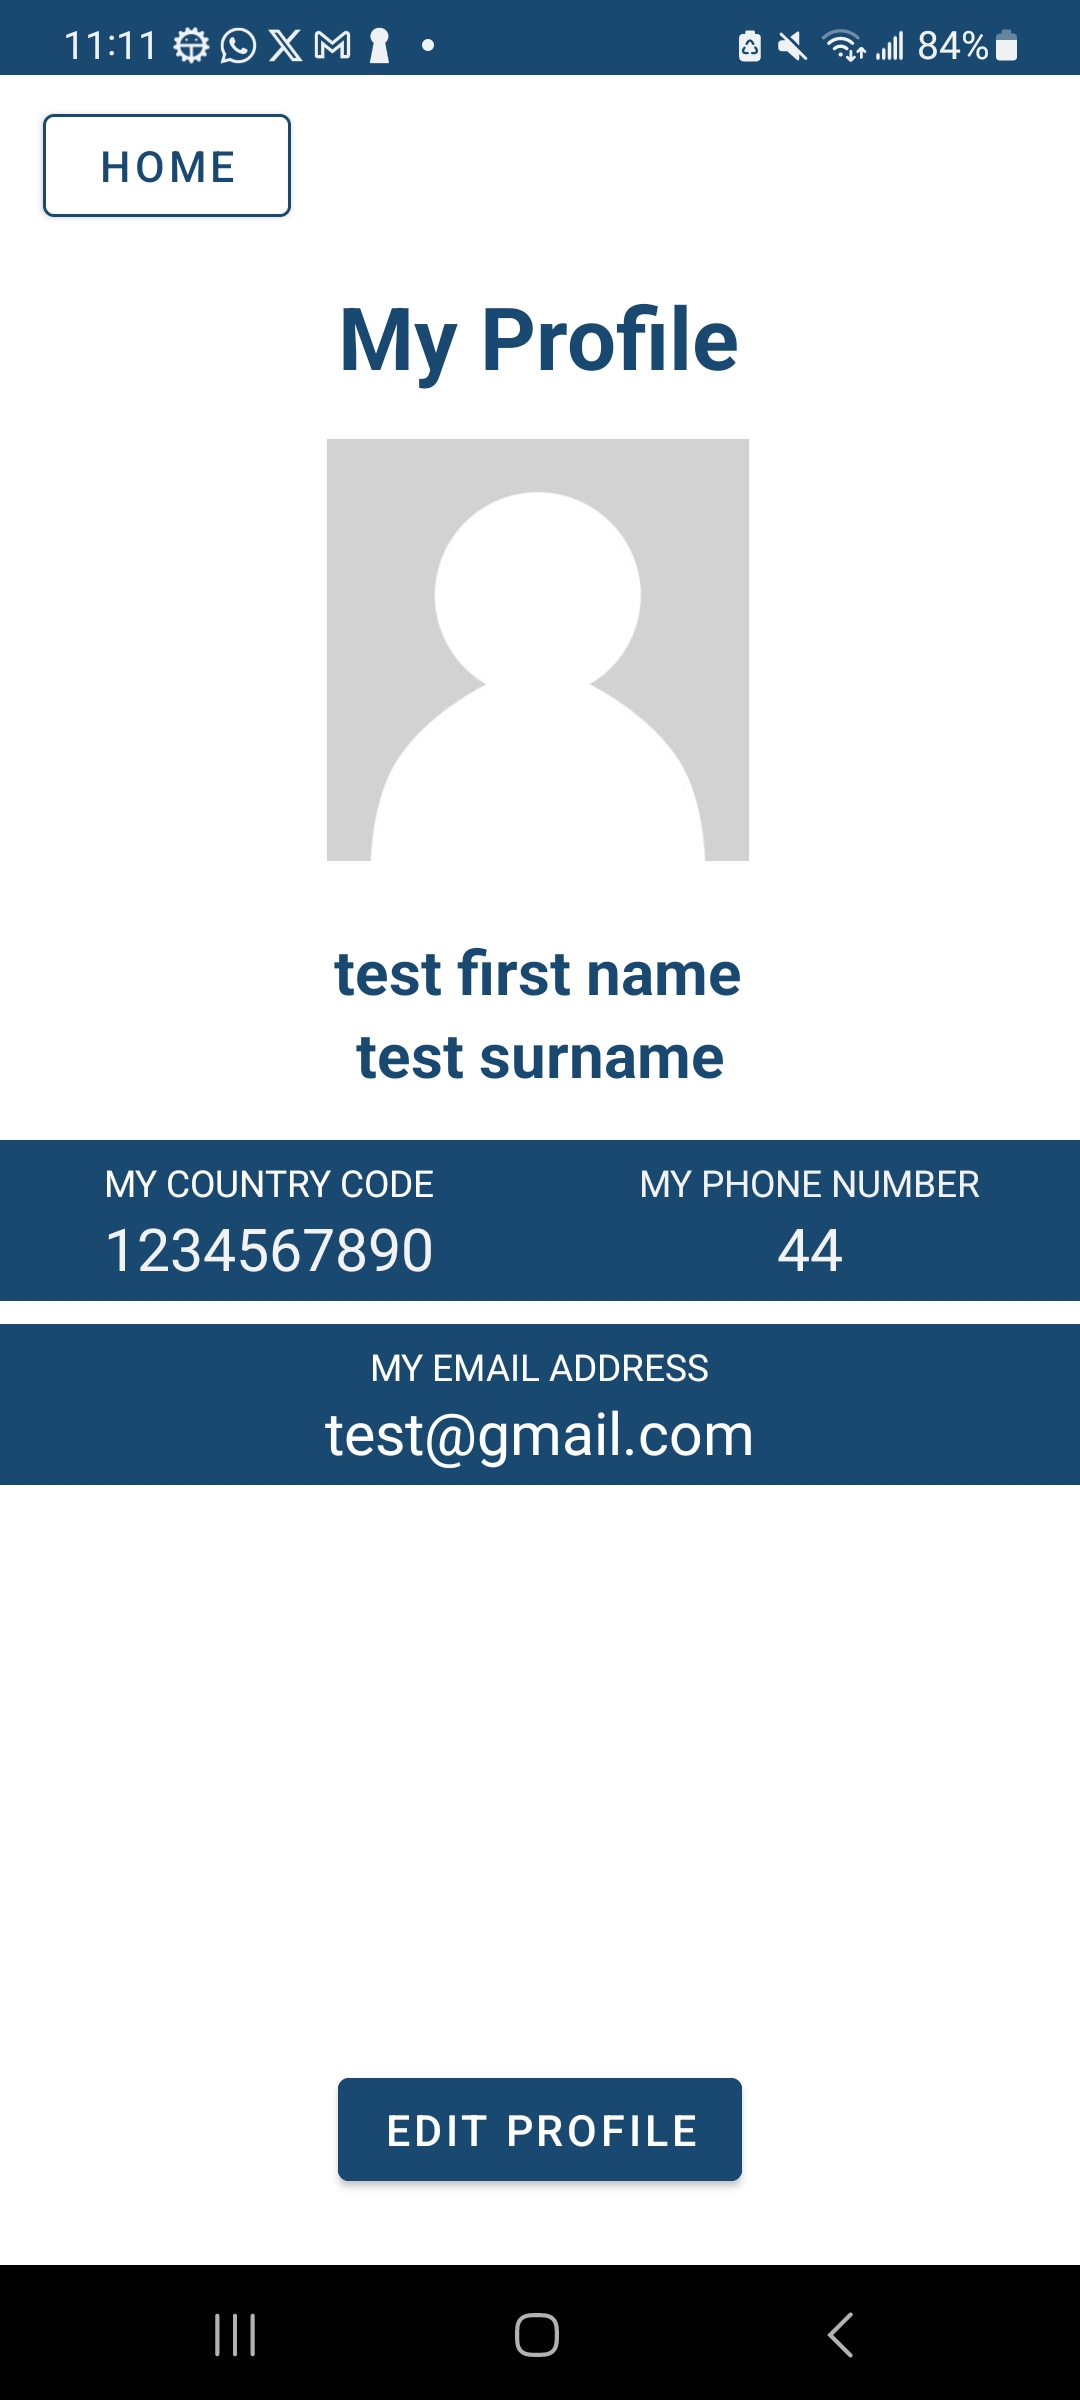 11:11 84%
HOME
My Profile
test first name
test surname
MY COUNTRY CODE
1234567890
MY PHONE NUMBER
44
MY EMAIL ADDRESS
test@gmail.com
EDIT PROFILE